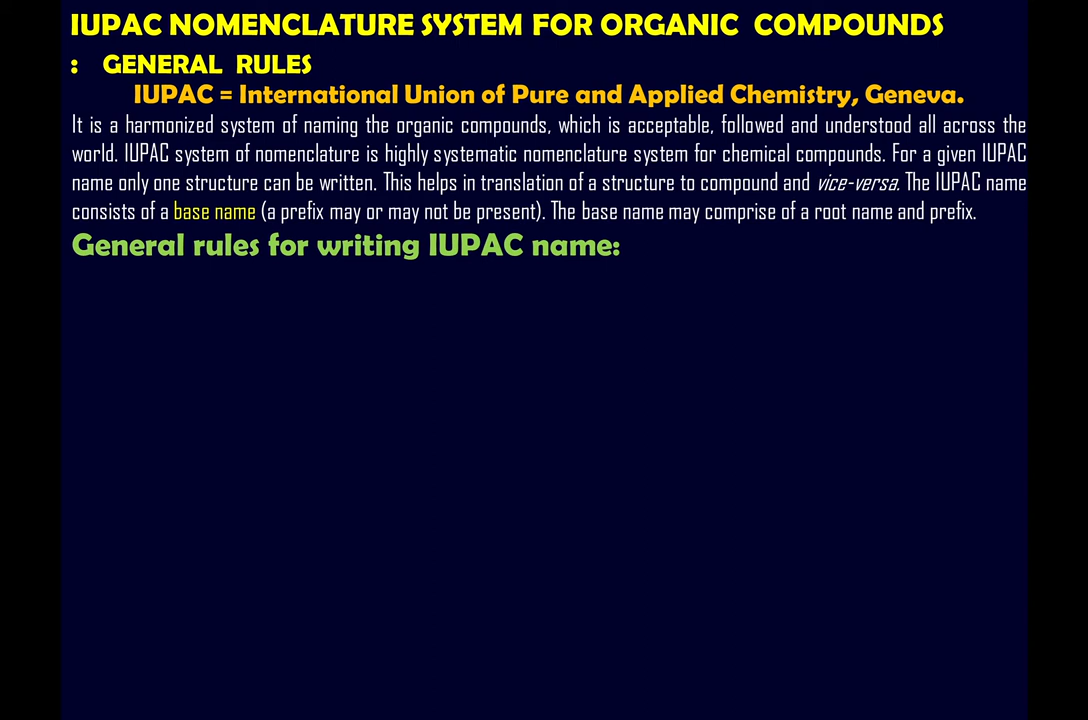 IUPAC NOMENCLATURE SYSTEM FOR ORGANIC COMPOUNDS
: GENERAL RULES
IUPAC = International Union of Pure and Applied Chemistry, Geneva.
It is a harmonized system of naming the organic compounds, which is acceptable, followed and understood all across the
world. IUPAC system of nomenclature is highly systematic nomenclature system for chemical compounds. For a given IUPAC
name only one structure can be written. This helps in translation of a structure to compound and vice-versa. The IUPAC name
consists of a base name (a prefix may or may not be present). The base name may comprise of a root name and prefix.
General rules for writing IUPAC name: